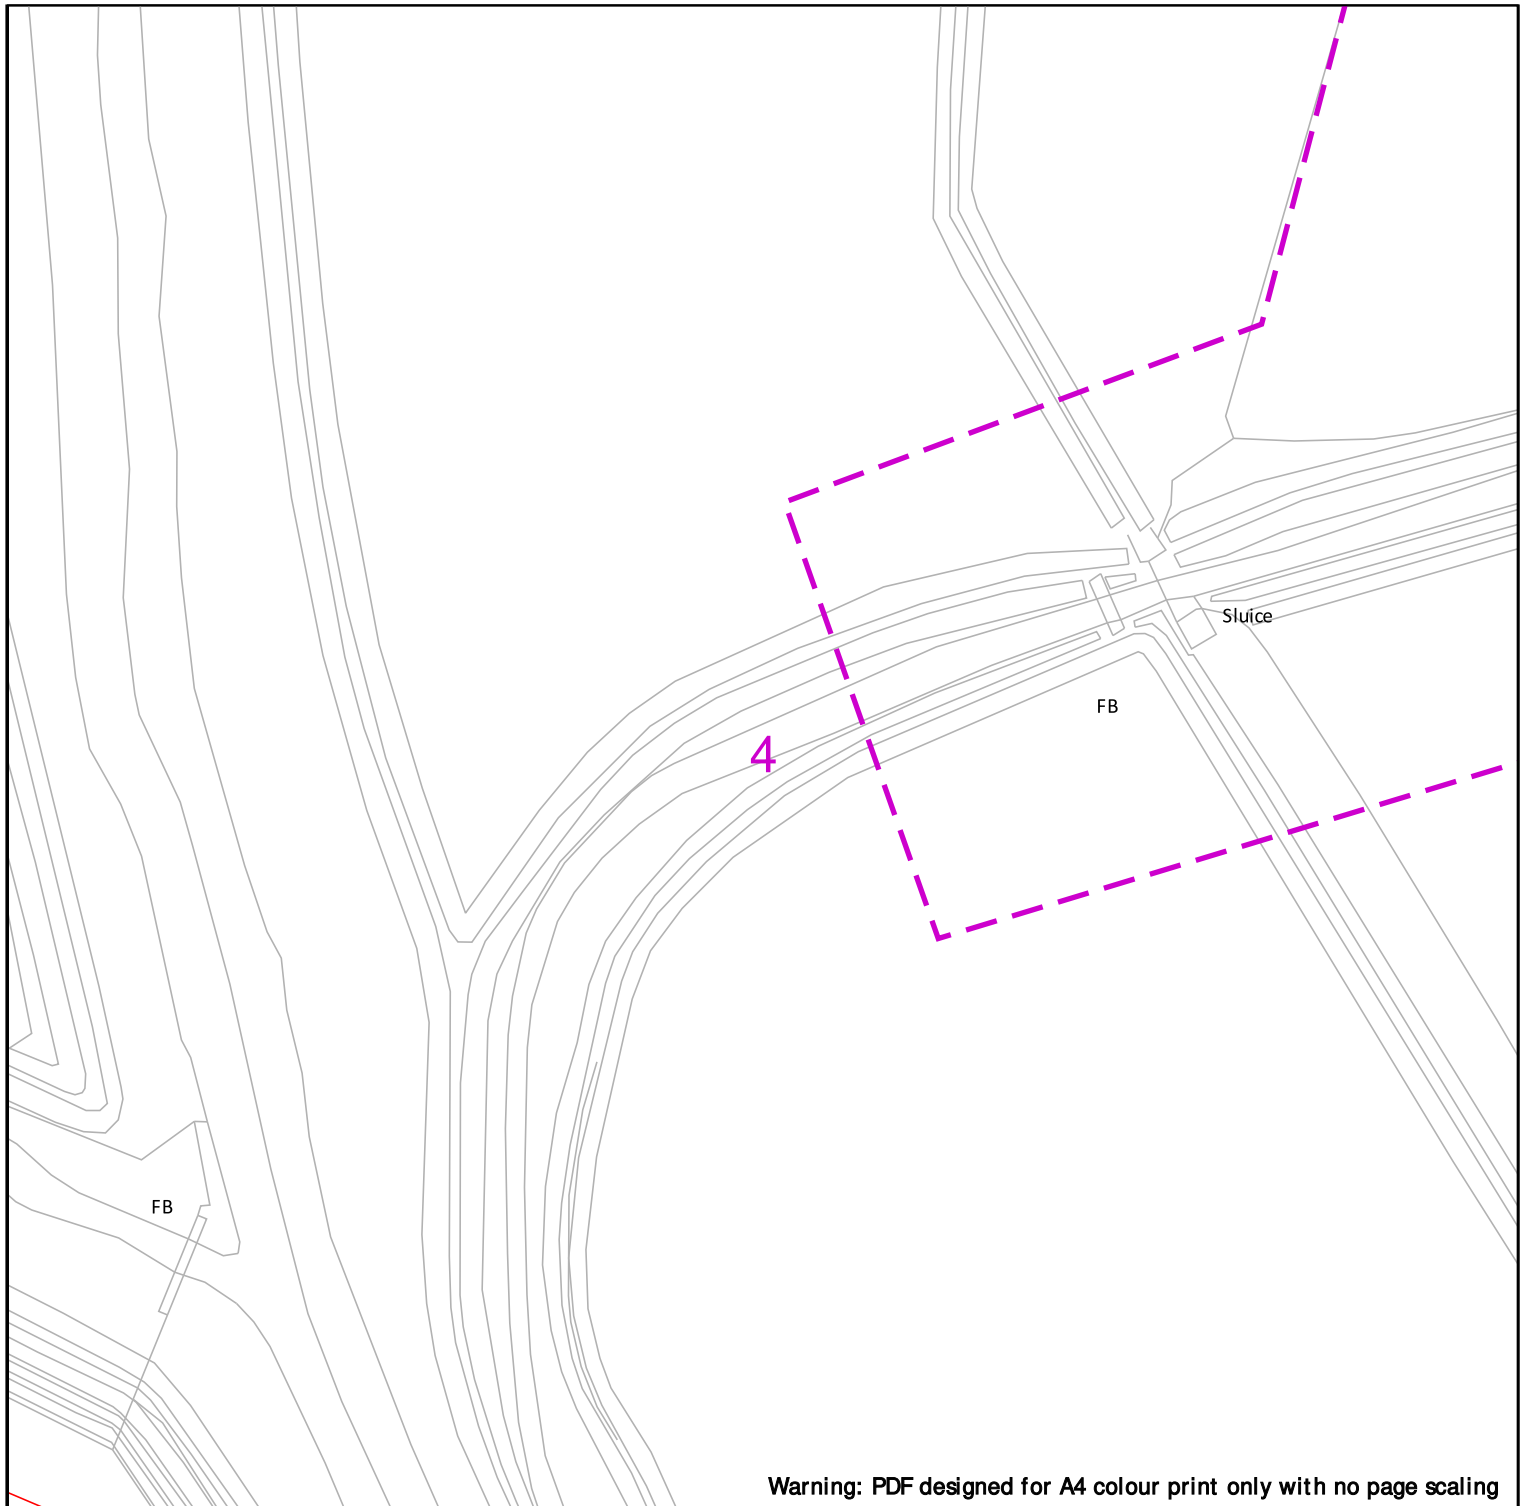 Sluice
FB
4
FB
Warning: PDF designed for A4 colour print only with no page scaling